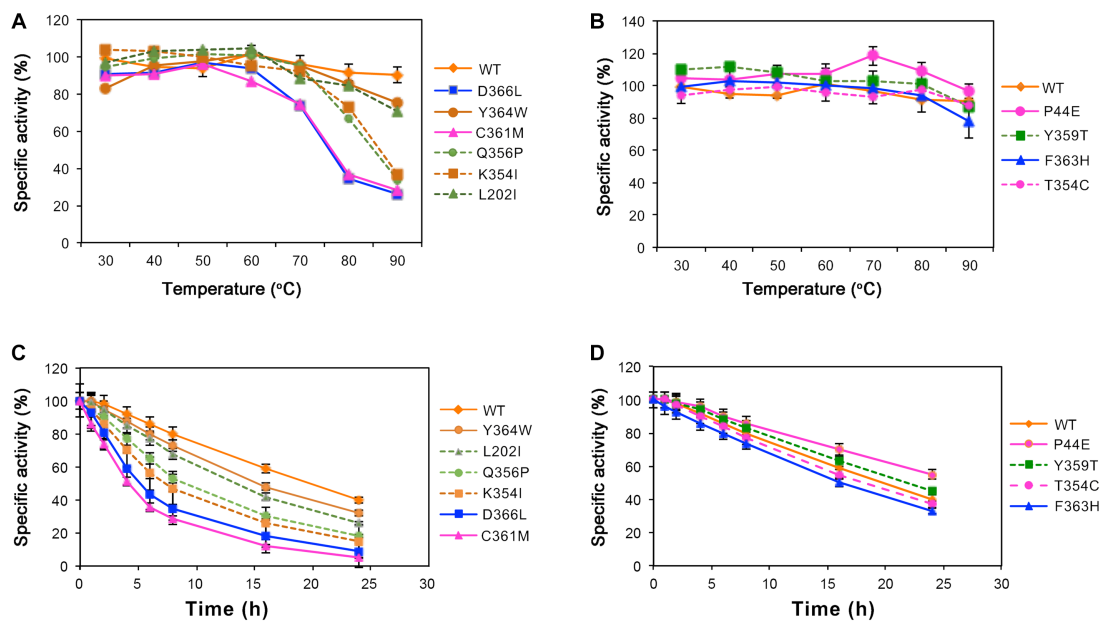 A
Specific activity (%)
120
100
80
60
40
20
0
30 40 50 60 70 80 90
Temperature (°C)
WT
D366L
Y364W
C361M
Q356P
K354I
L202I
B
Specific activity (%)
140
120
100
80
60
40
20
0
30 40 50 60 70 80 90
Temperature (°C)
WT
P44E
Y359T
F363H
T354C
C
Specific activity (%)
120
100
80
60
40
20
0
0 5 10 15 20 25 30
Time (h)
WT
Y364W
L202I
Q356P
K354I
D366L
C361M
D
Specific activity (%)
120
100
80
60
40
20
0
0 5 10 15 20 25 30
Time (h)
WT
P44E
Y359T
T354C
F363H